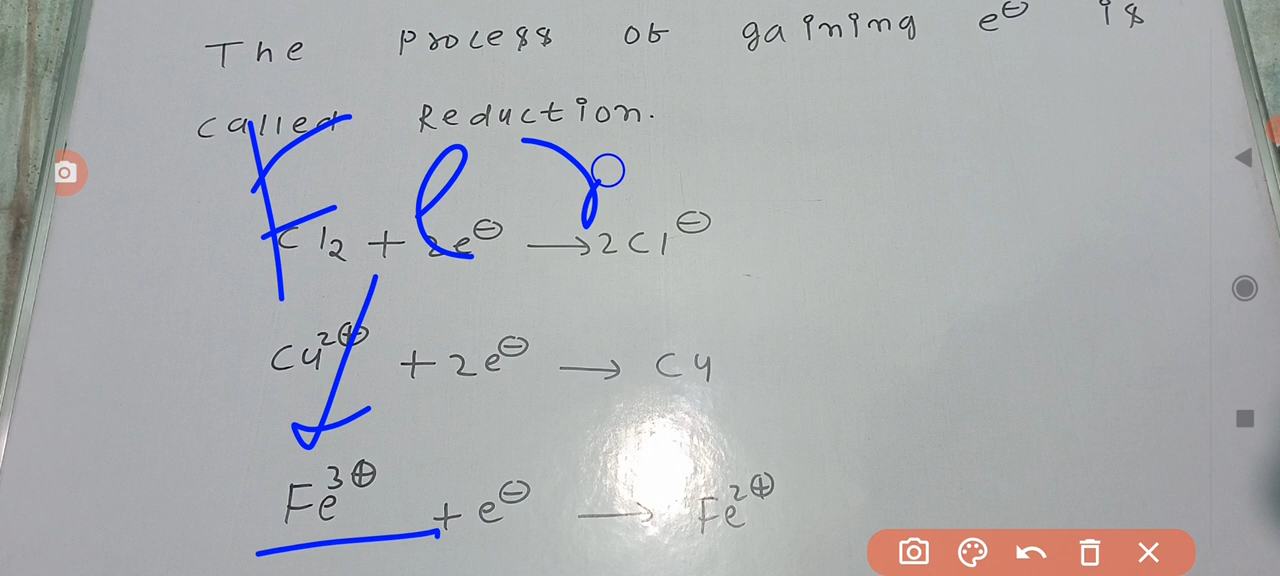 The process of gaining e⊖ is
called Reduction.
Cl2 + 2e⊖ → 2Cl⊖
Cu2⊕ + 2e⊖ → Cu
Fe3⊕ + e⊖ → Fe2⊕